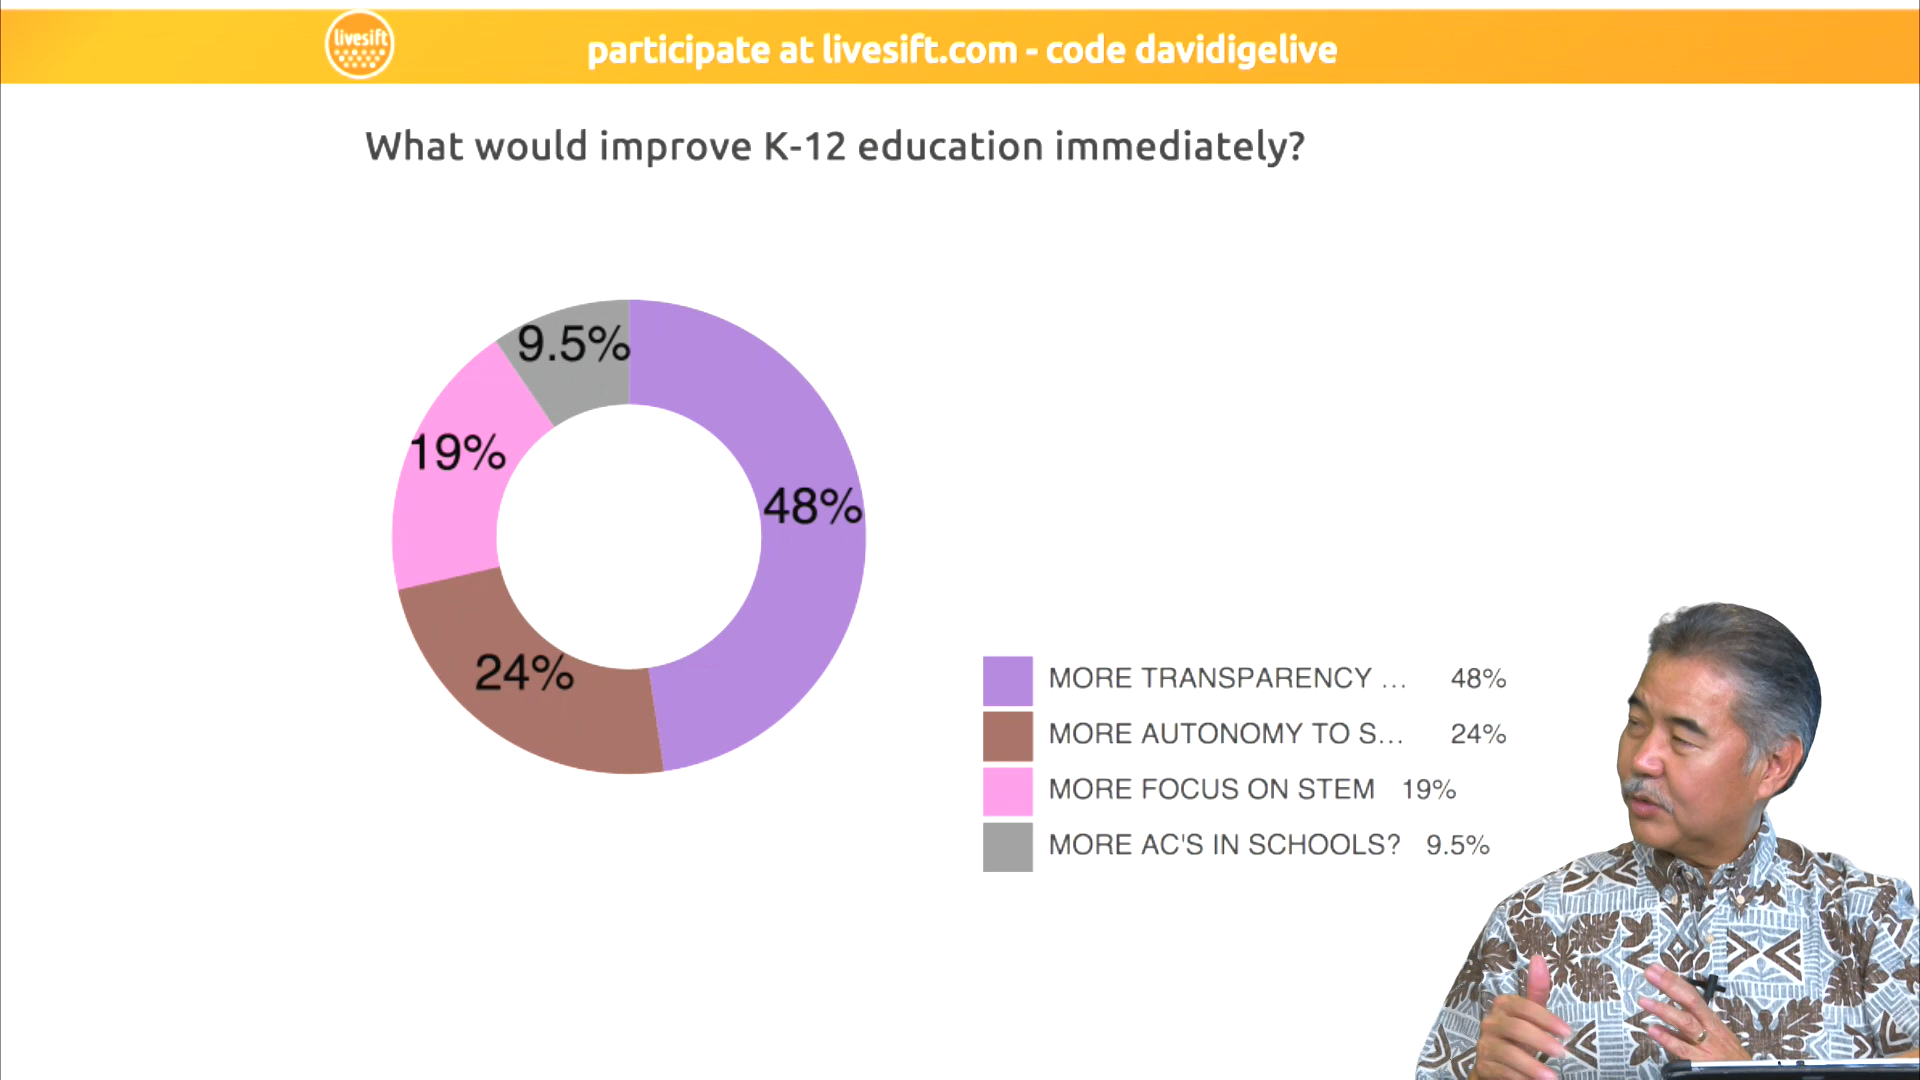 livesift
participate at livesift.com - code davidigelive
What would improve K-12 education immediately?
9.5%
19%
48%
24%
MORE TRANSPARENCY ... 48%
MORE AUTONOMY TO S... 24%
MORE FOCUS ON STEM 19%
MORE AC'S IN SCHOOLS? 9.5%